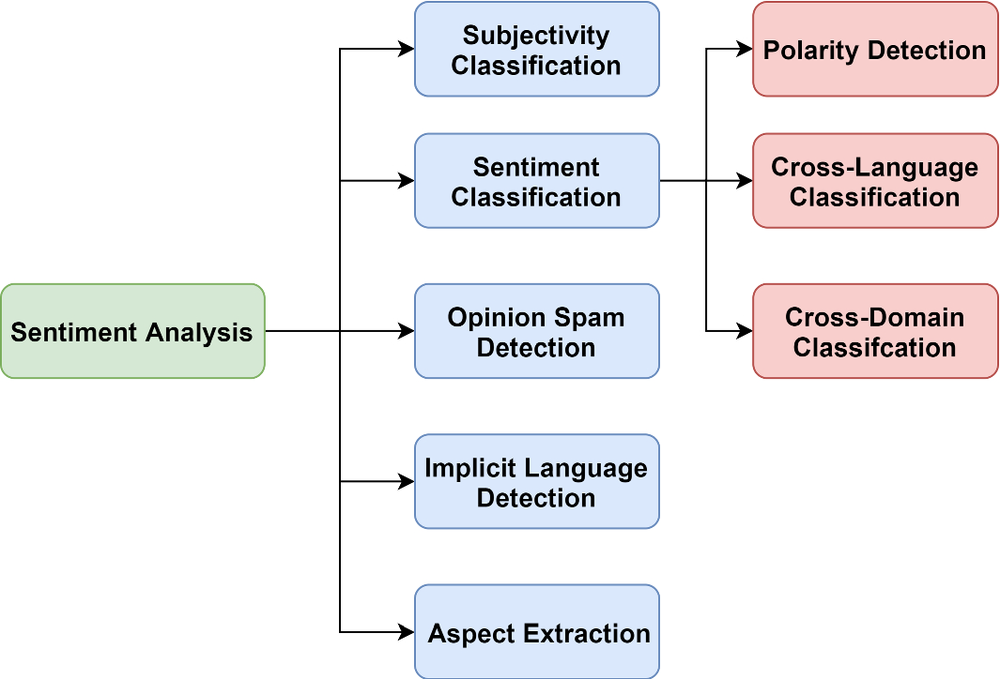 Subjectivity
Classification
Polarity Detection
Sentiment
Classification
Cross-Language
Classification
Sentiment Analysis
Opinion Spam
Detection
Cross-Domain
Classifcation
Implicit Language
Detection
Aspect Extraction